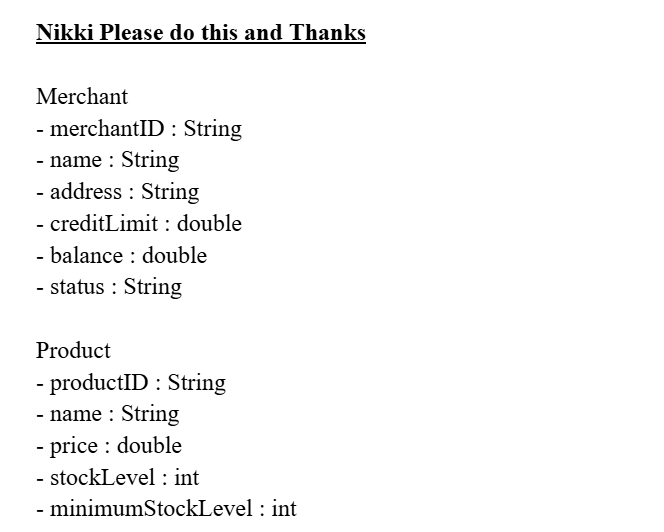 Nikki Please do this and Thanks
Merchant
- merchantID : String
- name : String
- address : String
- creditLimit : double
- balance : double
- status : String
Product
- productID : String
- name : String
- price : double
- stockLevel : int
- minimumStockLevel : int